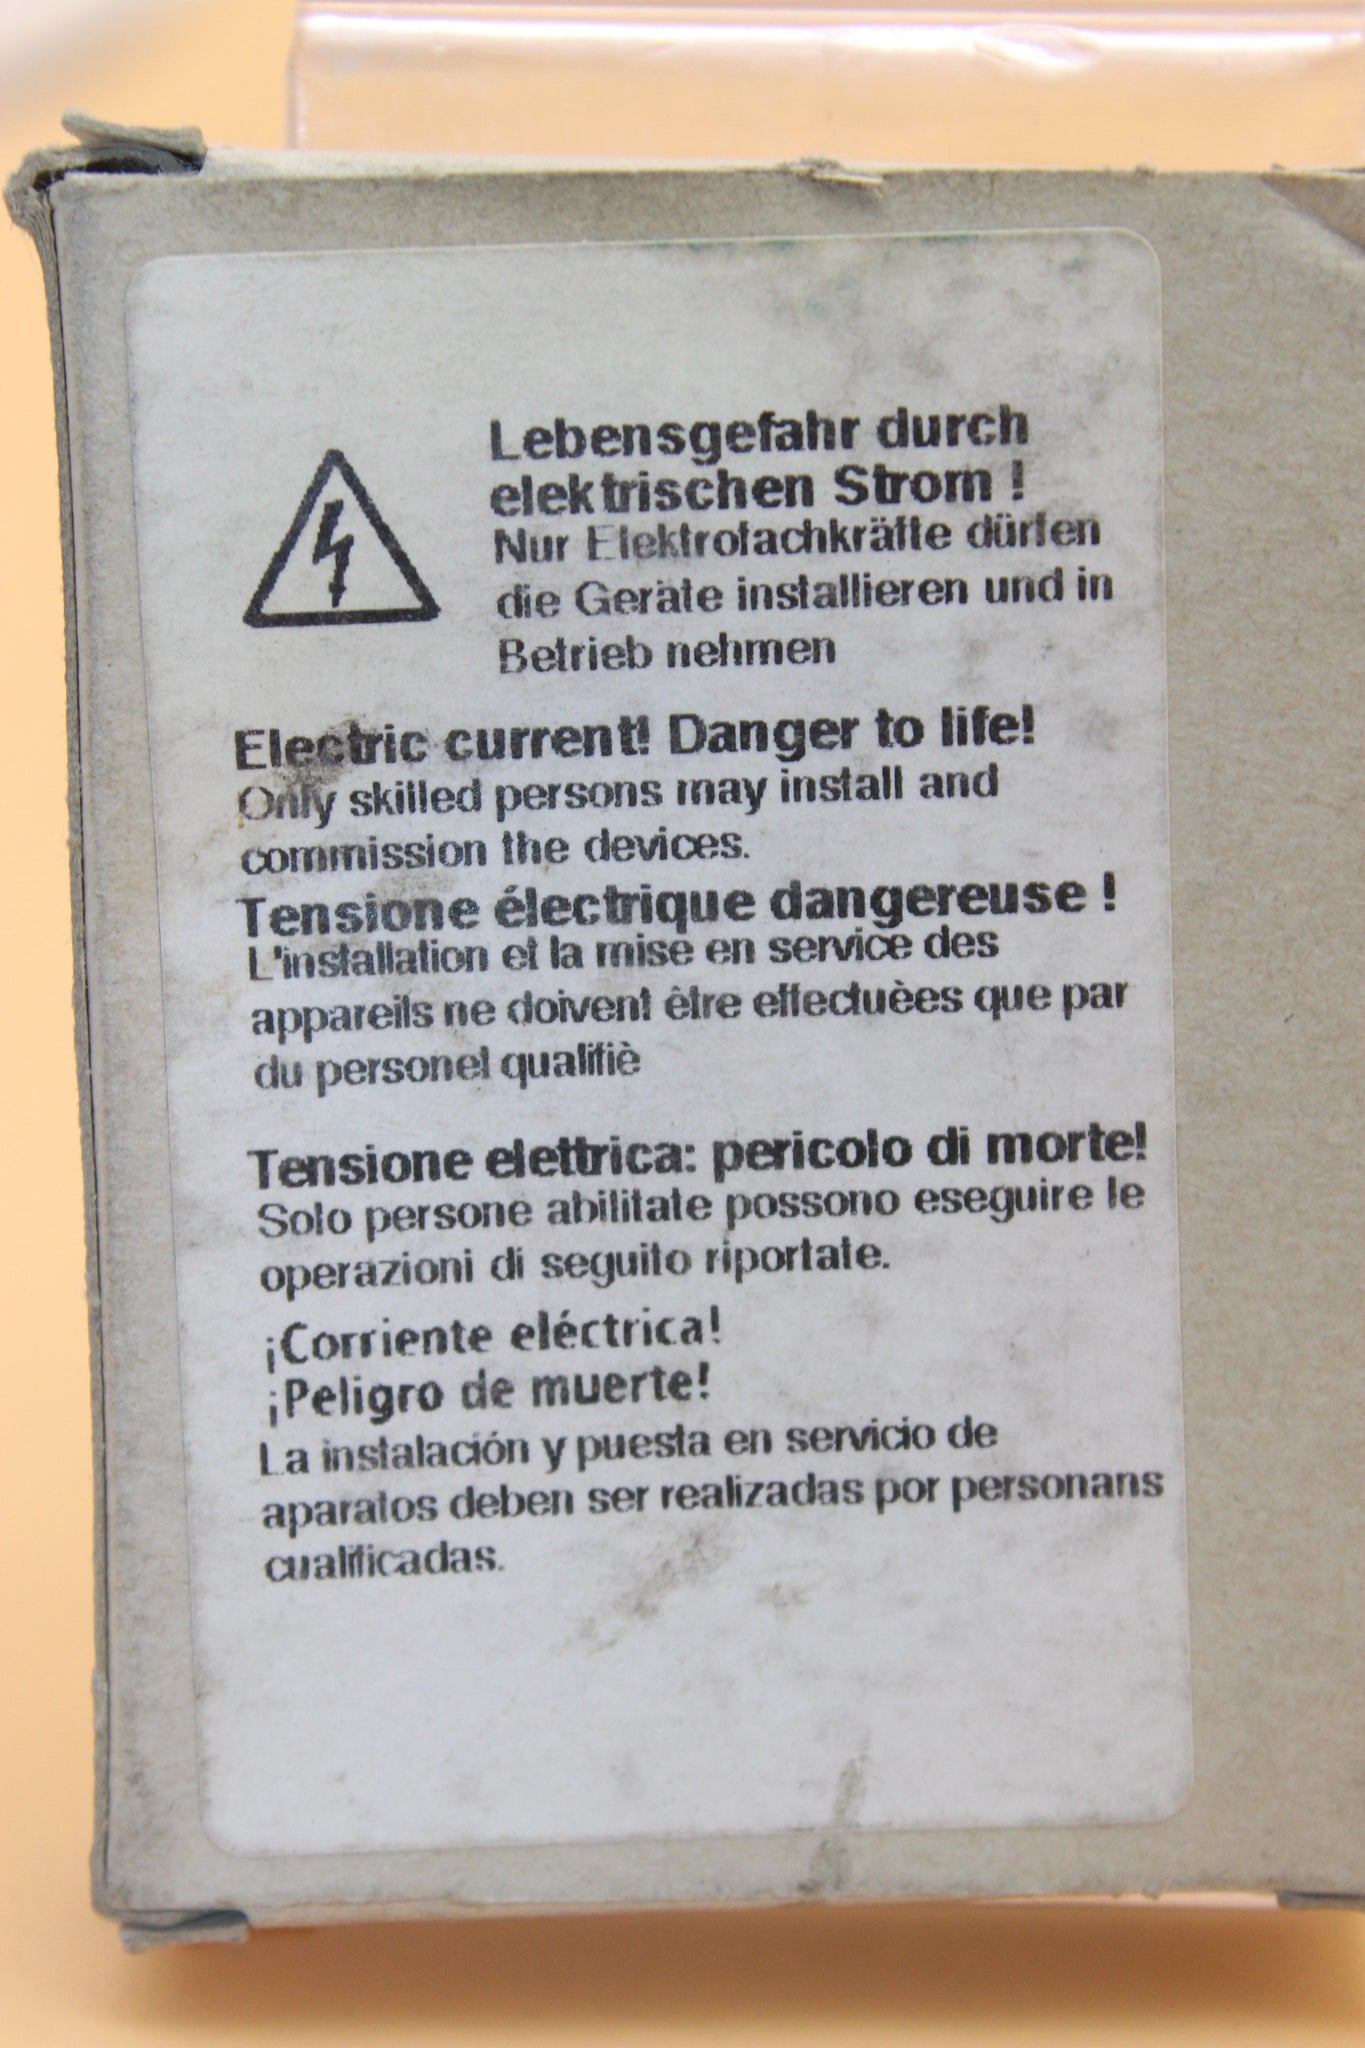 Lebensgefahr durch
elektrischen Strom !
Nur Elektrofachkräfte dürfen
die Geräte installieren und in
Betrieb nehmen
Electric current! Danger to life!
Only skilled persons may install and
commission the devices.
Tensione électrique dangereuse !
L'installation et la mise en service des
appareils ne doivent être effectuèes que par
du personel qualifiè
Tensione elettrica: pericolo di morte!
Solo persone abilitate possono eseguire le
operazioni di seguito riportate.
¡Corriente eléctrica!
¡Peligro de muerte!
La instalación y puesta en servicio de
aparatos deben ser realizadas por personans
cualificadas.